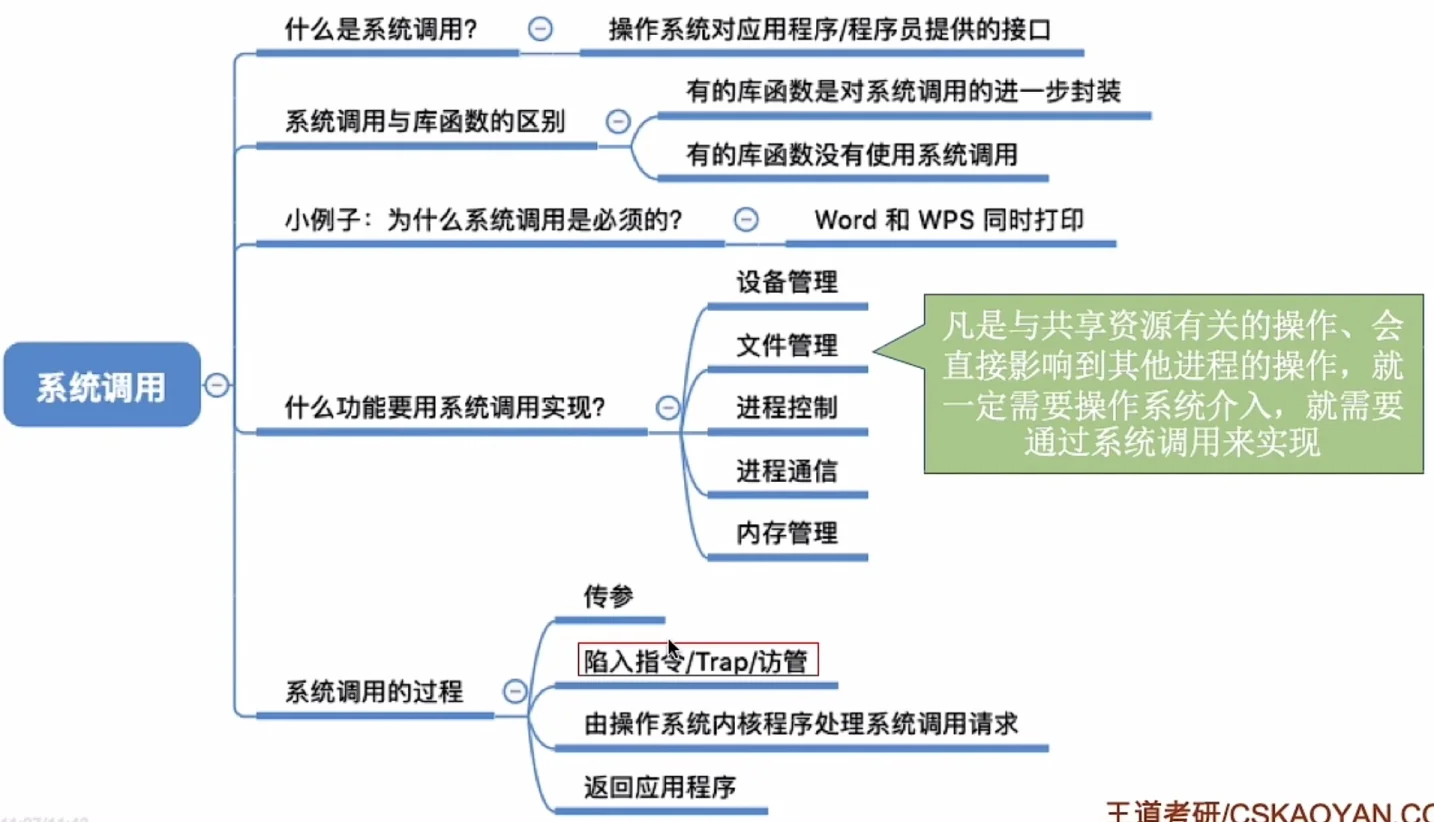 什么是系统调用?
操作系统对应用程序/程序员提供的接口
系统调用与库函数的区别
有的库函数是对系统调用的进一步封装
有的库函数没有使用系统调用
小例子：为什么系统调用是必须的?
Word 和 WPS 同时打印
系统调用
什么功能要用系统调用实现?
设备管理
文件管理
进程控制
进程通信
内存管理
凡是与共享资源有关的操作、会
直接影响到其他进程的操作，就
一定需要操作系统介入，就需要
通过系统调用来实现
系统调用的过程
传参
陷入指令/Trap/访管
由操作系统内核程序处理系统调用请求
返回应用程序
王道考研/CSKAOYAN.CO